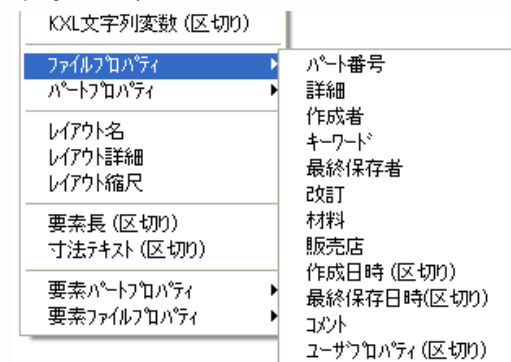 KXL文字列変数 (区切り)
ﾌｧｲﾙﾌﾟﾛﾊﾟﾃｨ
ﾊﾟｰﾄﾌﾟﾛﾊﾟﾃｨ
ﾚｲｱｳﾄ名
ﾚｲｱｳﾄ詳細
ﾚｲｱｳﾄ縮尺
要素長 (区切り)
寸法ﾃｷｽﾄ (区切り)
要素ﾊﾟｰﾄﾌﾟﾛﾊﾟﾃｨ
要素ﾌｧｲﾙﾌﾟﾛﾊﾟﾃｨ
ﾊﾟｰﾄ番号
詳細
作成者
ｷｰﾜｰﾄﾞ
最終保存者
改訂
材料
販売店
作成日時 (区切り)
最終保存日時(区切り)
ｺﾒﾝﾄ
ﾕｰｻﾞﾌﾟﾛﾊﾟﾃｨ (区切り)